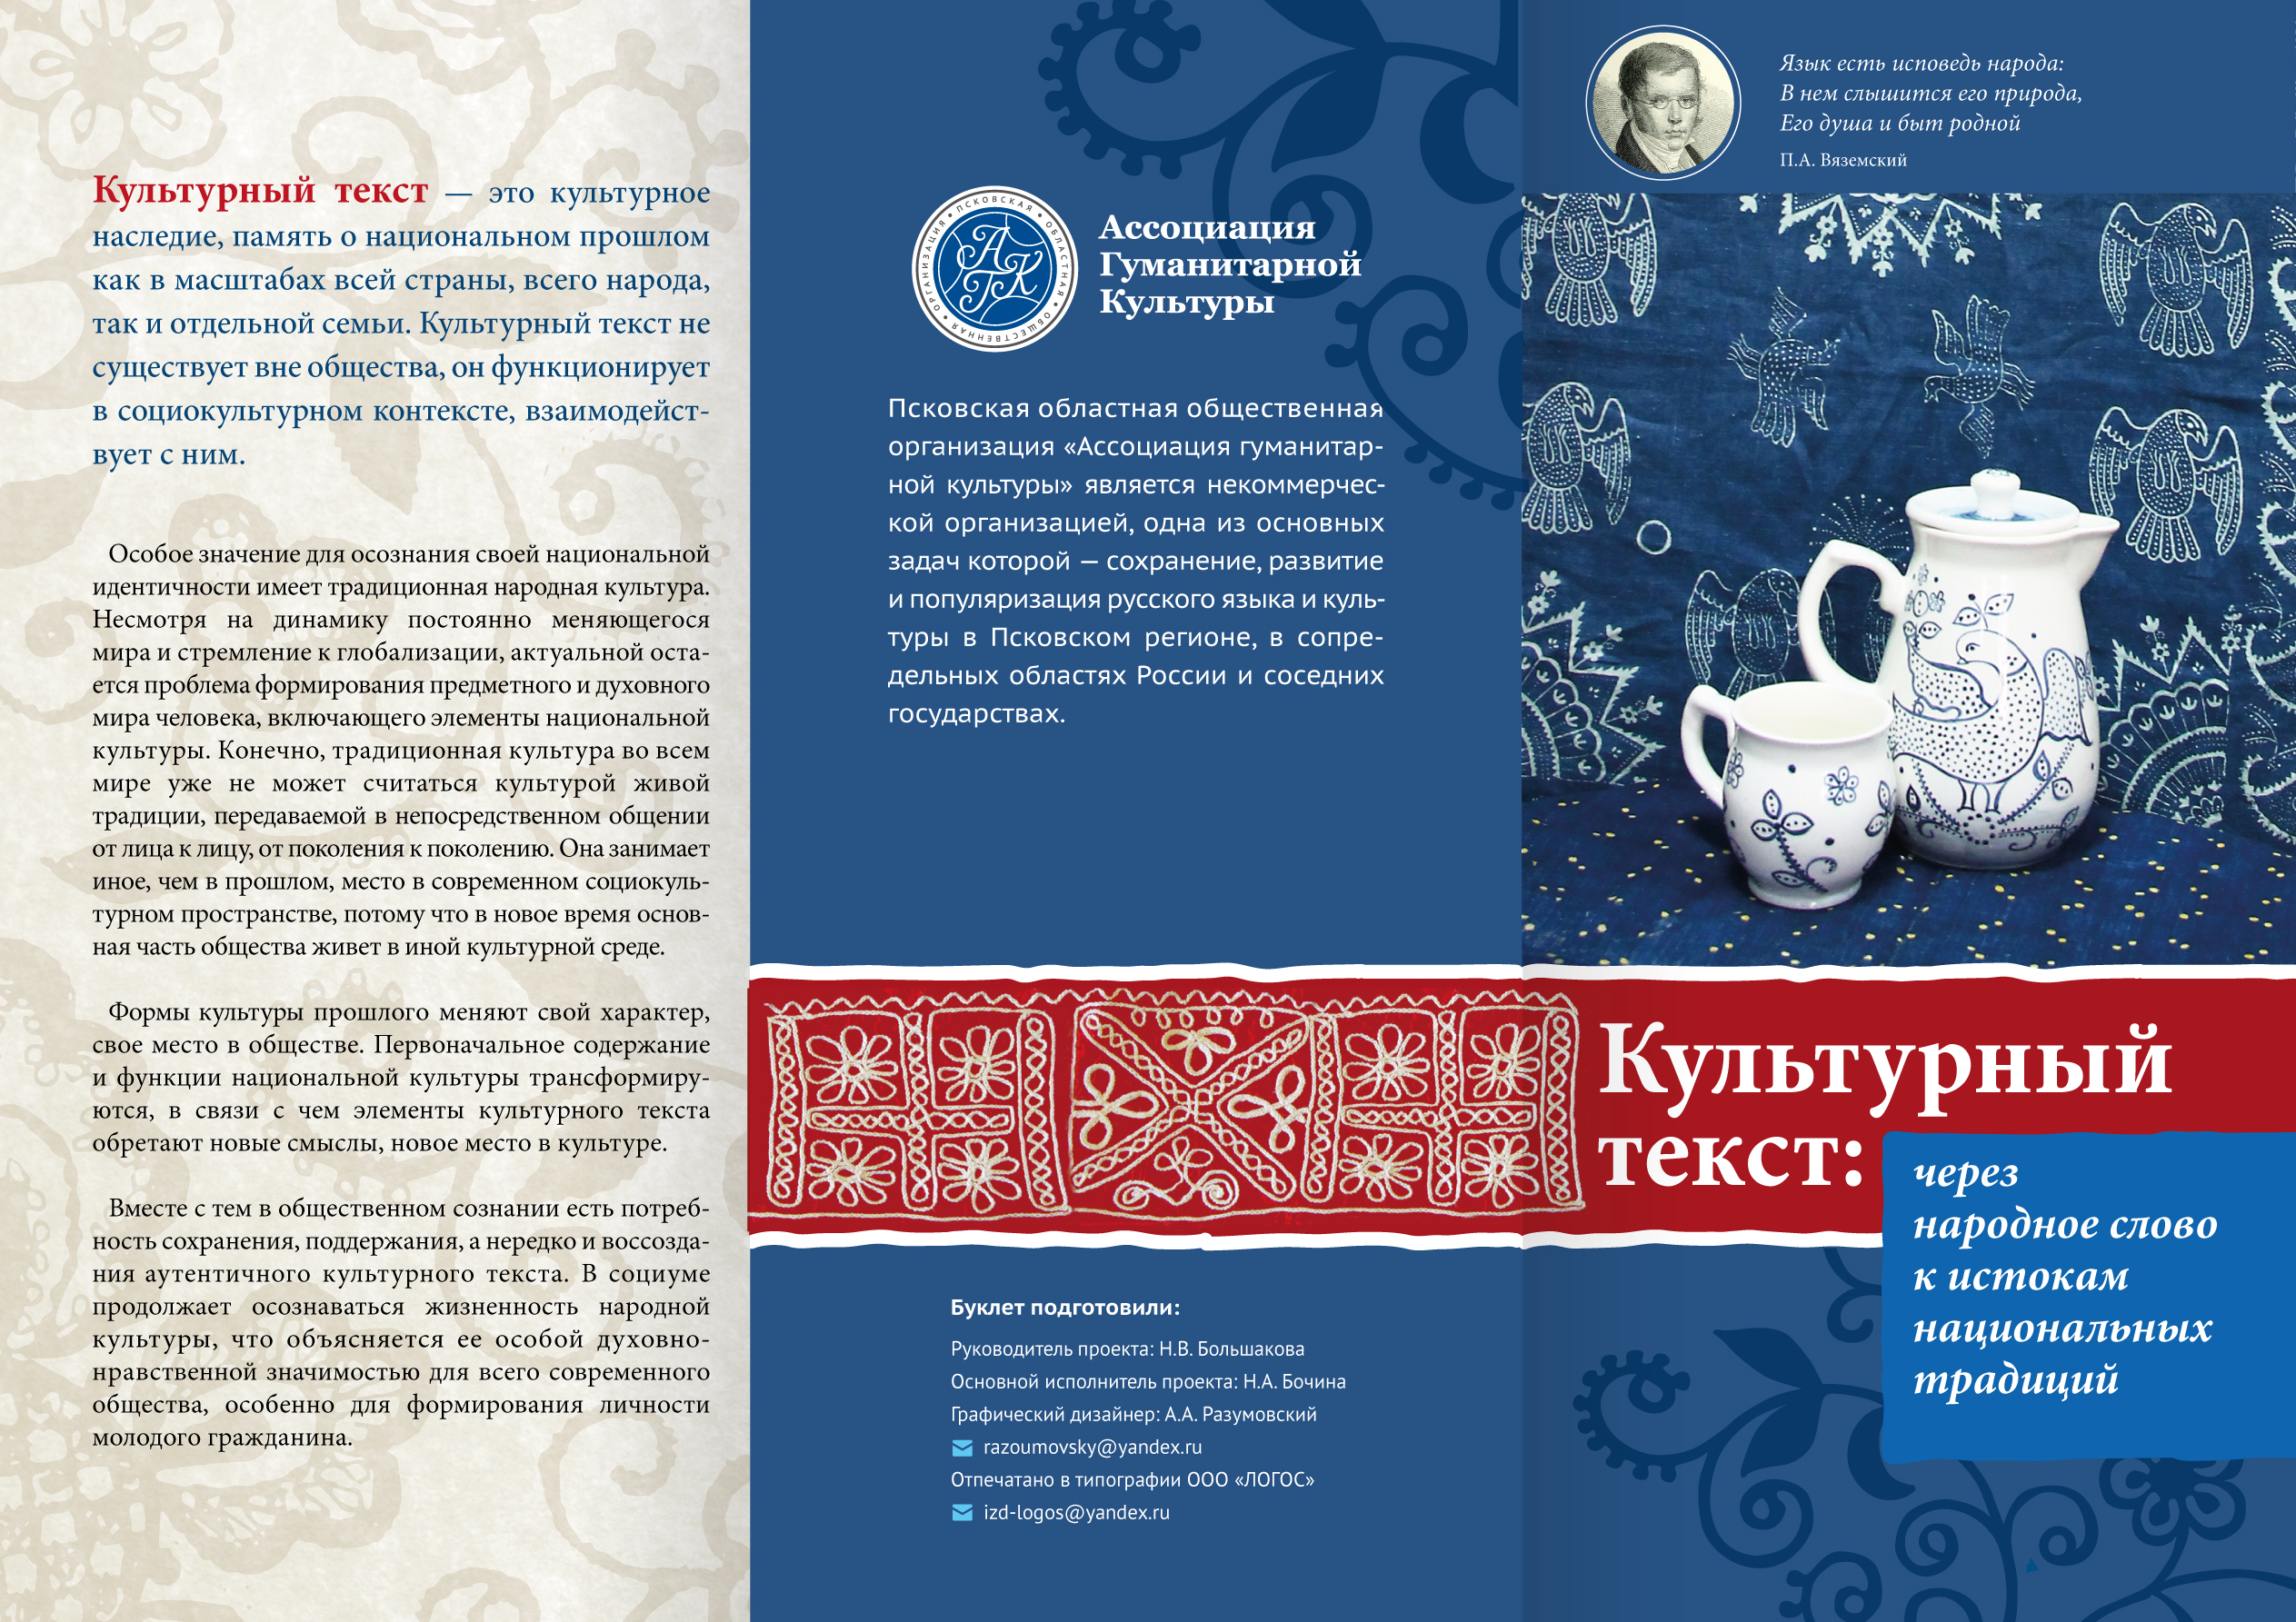 Культурный текст — это культурное
наследие, память о национальном прошлом
как в масштабах всей страны, всего народа,
так и отдельной семьи. Культурный текст не
существует вне общества, он функционирует
в социокультурном контексте, взаимодейст-
вует с ним.
Особое значение для осознания своей национальной
идентичности имеет традиционная народная культура.
Несмотря на динамику постоянно меняющегося
мира и стремление к глобализации, актуальной оста-
ется проблема формирования предметного и духовного
мира человека, включающего элементы национальной
культуры. Конечно, традиционная культура во всем
мире уже не может считаться культурой живой
традиции, передаваемой в непосредственном общении
от лица к лицу, от поколения к поколению. Она занимает
иное, чем в прошлом, место в современном социокуль-
турном пространстве, потому что в новое время основ-
ная часть общества живет в иной культурной среде.
Формы культуры прошлого меняют свой характер,
свое место в обществе. Первоначальное содержание
и функции национальной культуры трансформиру-
ются, в связи с чем элементы культурного текста
обретают новые смыслы, новое место в культуре.
Вместе с тем в общественном сознании есть потреб-
ность сохранения, поддержания, а нередко и воссозда-
ния аутентичного культурного текста. В социуме
продолжает осознаваться жизненность народной
культуры, что объясняется ее особой духовно-
нравственной значимостью для всего современного
общества, особенно для формирования личности
молодого гражданина.
ПСКОВСКАЯ • ОБЛАСТНАЯ • ОБЩЕСТВЕННАЯ • ОРГАНИЗАЦИЯ •
АГК
Ассоциация
Гуманитарной
Культуры
Псковская областная общественная
организация «Ассоциация гуманитар-
ной культуры» является некоммерчес-
кой организацией, одна из основных
задач которой — сохранение, развитие
и популяризация русского языка и куль-
туры в Псковском регионе, в сопре-
дельных областях России и соседних
государствах.
Буклет подготовили:
Руководитель проекта: Н.В. Большакова
Основной исполнитель проекта: Н.А. Бочина
Графический дизайнер: А.А. Разумовский
razoumovsky@yandex.ru
Отпечатано в типографии ООО «ЛОГОС»
izd-logos@yandex.ru
Язык есть исповедь народа:
В нем слышится его природа,
Его душа и быт родной
П.А. Вяземский
Культурный
текст:
через
народное слово
к истокам
национальных
традиций